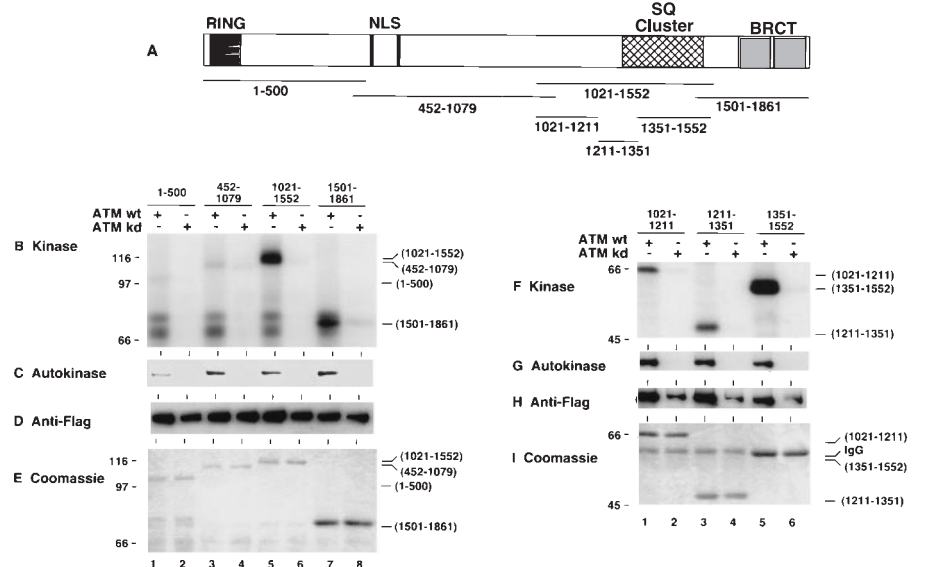 RING
NLS
SQ
Cluster
BRCT
A
1-500
452-1079
1021-1552
1501-1861
1021-1211
1351-1552
1211-1351
1-500
452-
1079
1021-
1552
1501-
1861
ATM wt + - + - + - + -
ATM kd - + - + - + - +
B Kinase
116 -
97 -
66 -
(1021-1552)
(452-1079)
(1-500)
(1501-1861)
C Autokinase
D Anti-Flag
E Coomassie
116 -
97 -
66 -
(1021-1552)
(452-1079)
(1-500)
(1501-1861)
1 2 3 4 5 6 7 8
1021-
1211
1211-
1351
1351-
1552
ATM wt + - + - + -
ATM kd - + - + - +
F Kinase
66 -
45 -
(1021-1211)
(1351-1552)
(1211-1351)
G Autokinase
H Anti-Flag
I Coomassie
66 -
45 -
(1021-1211)
IgG
(1351-1552)
(1211-1351)
1 2 3 4 5 6